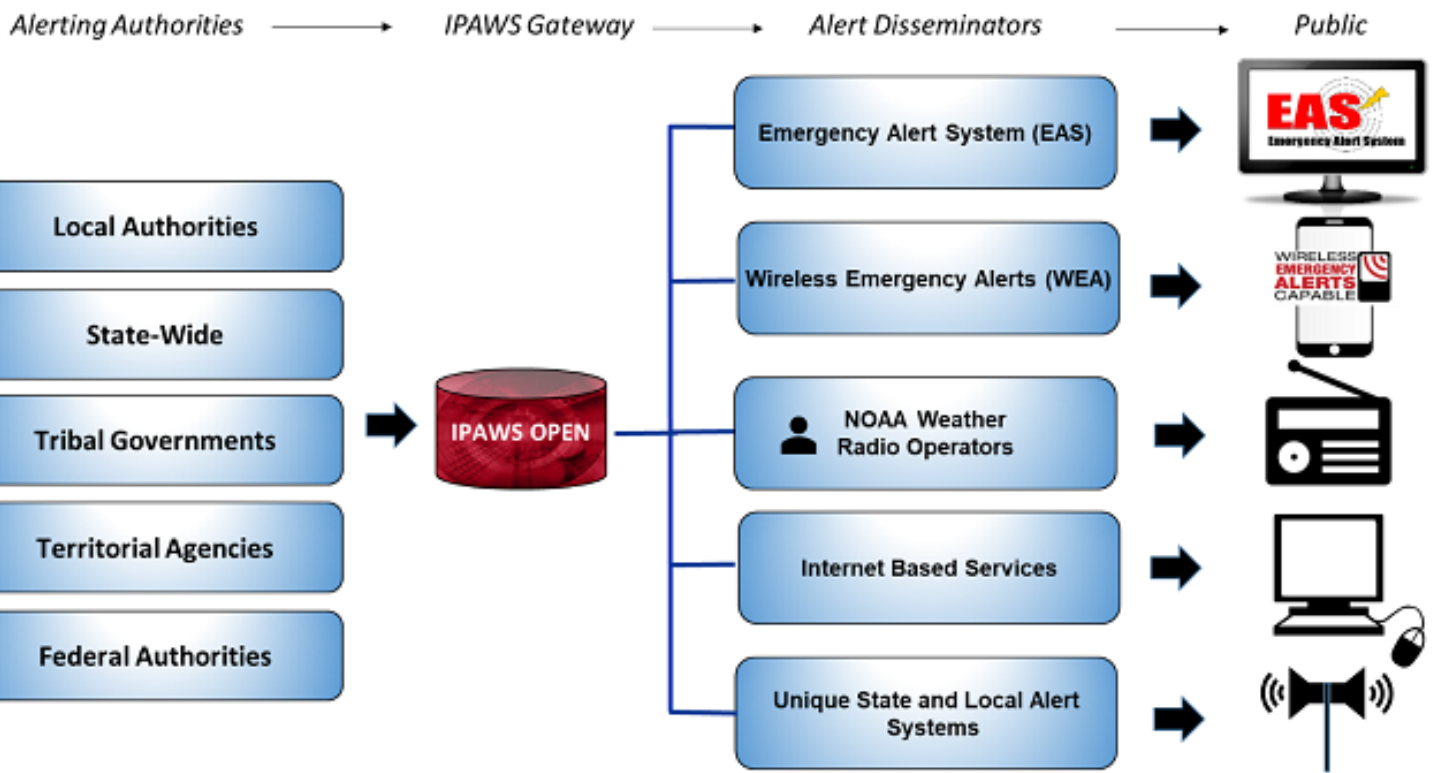 Alerting Authorities
IPAWS Gateway
Alert Disseminators
Public
Local Authorities
State-Wide
Tribal Governments
Territorial Agencies
Federal Authorities
IPAWS OPEN
Emergency Alert System (EAS)
Wireless Emergency Alerts (WEA)
NOAA Weather
Radio Operators
Internet Based Services
Unique State and Local Alert
Systems
EAS
Emergency Alert System
WIRELESS
EMERGENCY
ALERTS
CAPABLE